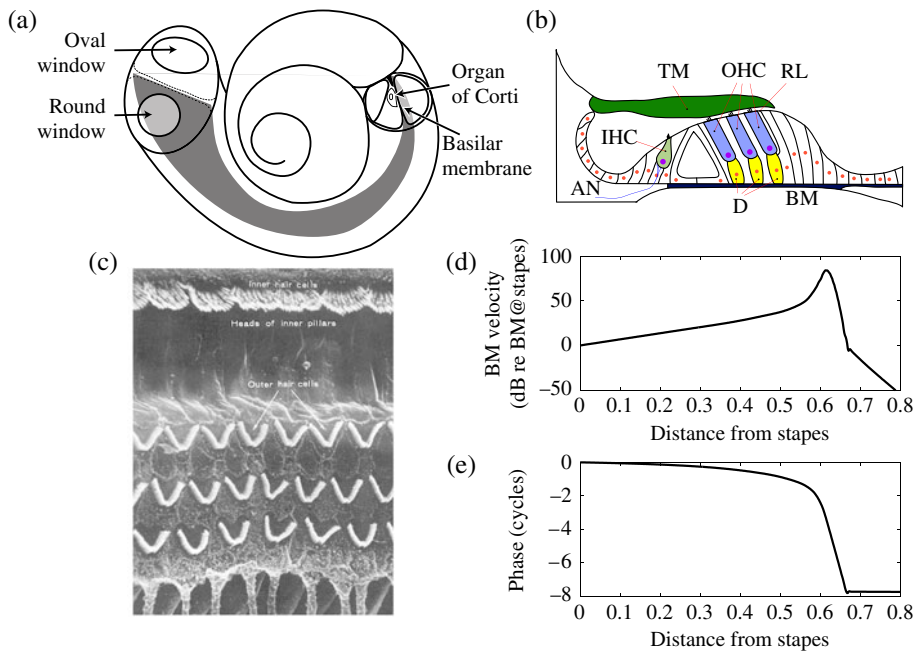 (a)
Oval
window
Round
window
Organ
of Corti
Basilar
membrane
(b)
TM
OHC
RL
IHC
AN
D
BM
(c)
Inner hair cells
Heads of inner pillars
Outer hair cells
(d)
BM velocity
(dB re BM@stapes)
100
50
0
−50
0 0.1 0.2 0.3 0.4 0.5 0.6 0.7 0.8
Distance from stapes
(e)
Phase (cycles)
0
−2
−4
−6
−8
0 0.1 0.2 0.3 0.4 0.5 0.6 0.7 0.8
Distance from stapes